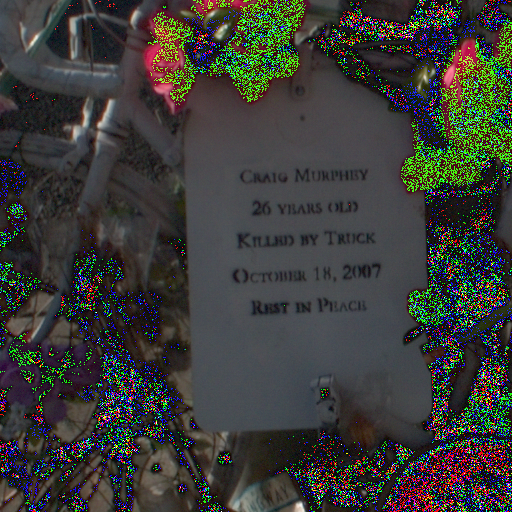 Craig Murphey
26 years old
Killed by Truck
October 18, 2007
Rest in Peace